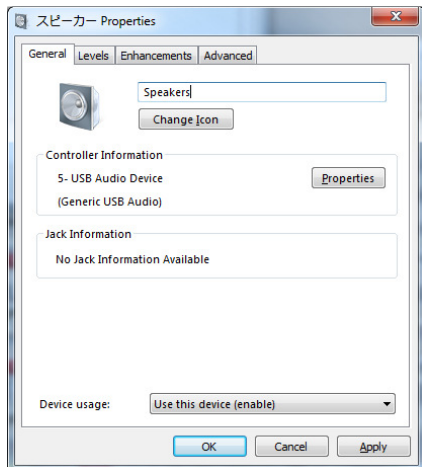 スピーカー Properties
General Levels Enhancements Advanced
Speakers
Change Icon
Controller Information
5- USB Audio Device
Properties
(Generic USB Audio)
Jack Information
No Jack Information Available
Device usage: Use this device (enable)
OK Cancel Apply